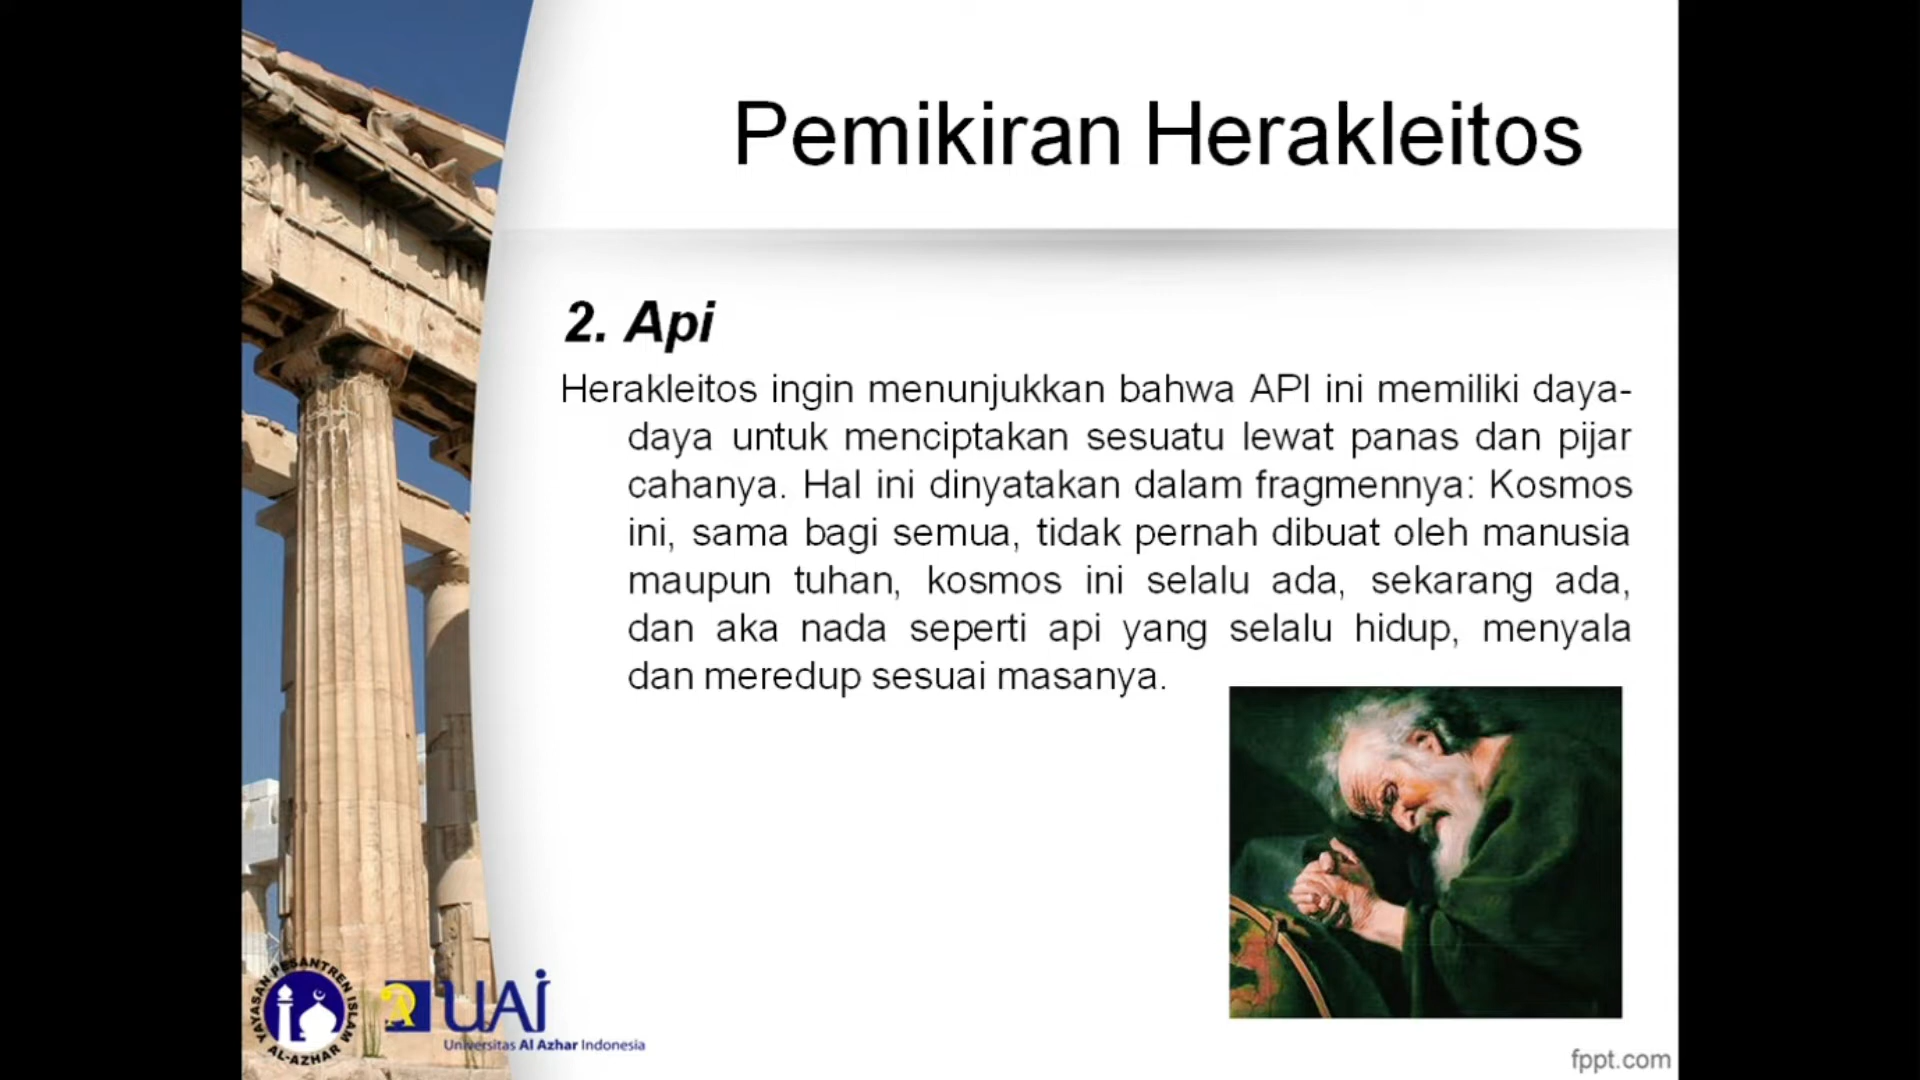 Pemikiran Herakleitos
2. Api
Herakleitos ingin menunjukkan bahwa API ini memiliki daya-
daya untuk menciptakan sesuatu lewat panas dan pijar
cahanya. Hal ini dinyatakan dalam fragmennya: Kosmos
ini, sama bagi semua, tidak pernah dibuat oleh manusia
maupun tuhan, kosmos ini selalu ada, sekarang ada,
dan aka nada seperti api yang selalu hidup, menyala
dan meredup sesuai masanya.
YAYASAN PESANTREN ISLAM
AL-AZHAR
UAI
Universitas Al Azhar Indonesia
fppt.com